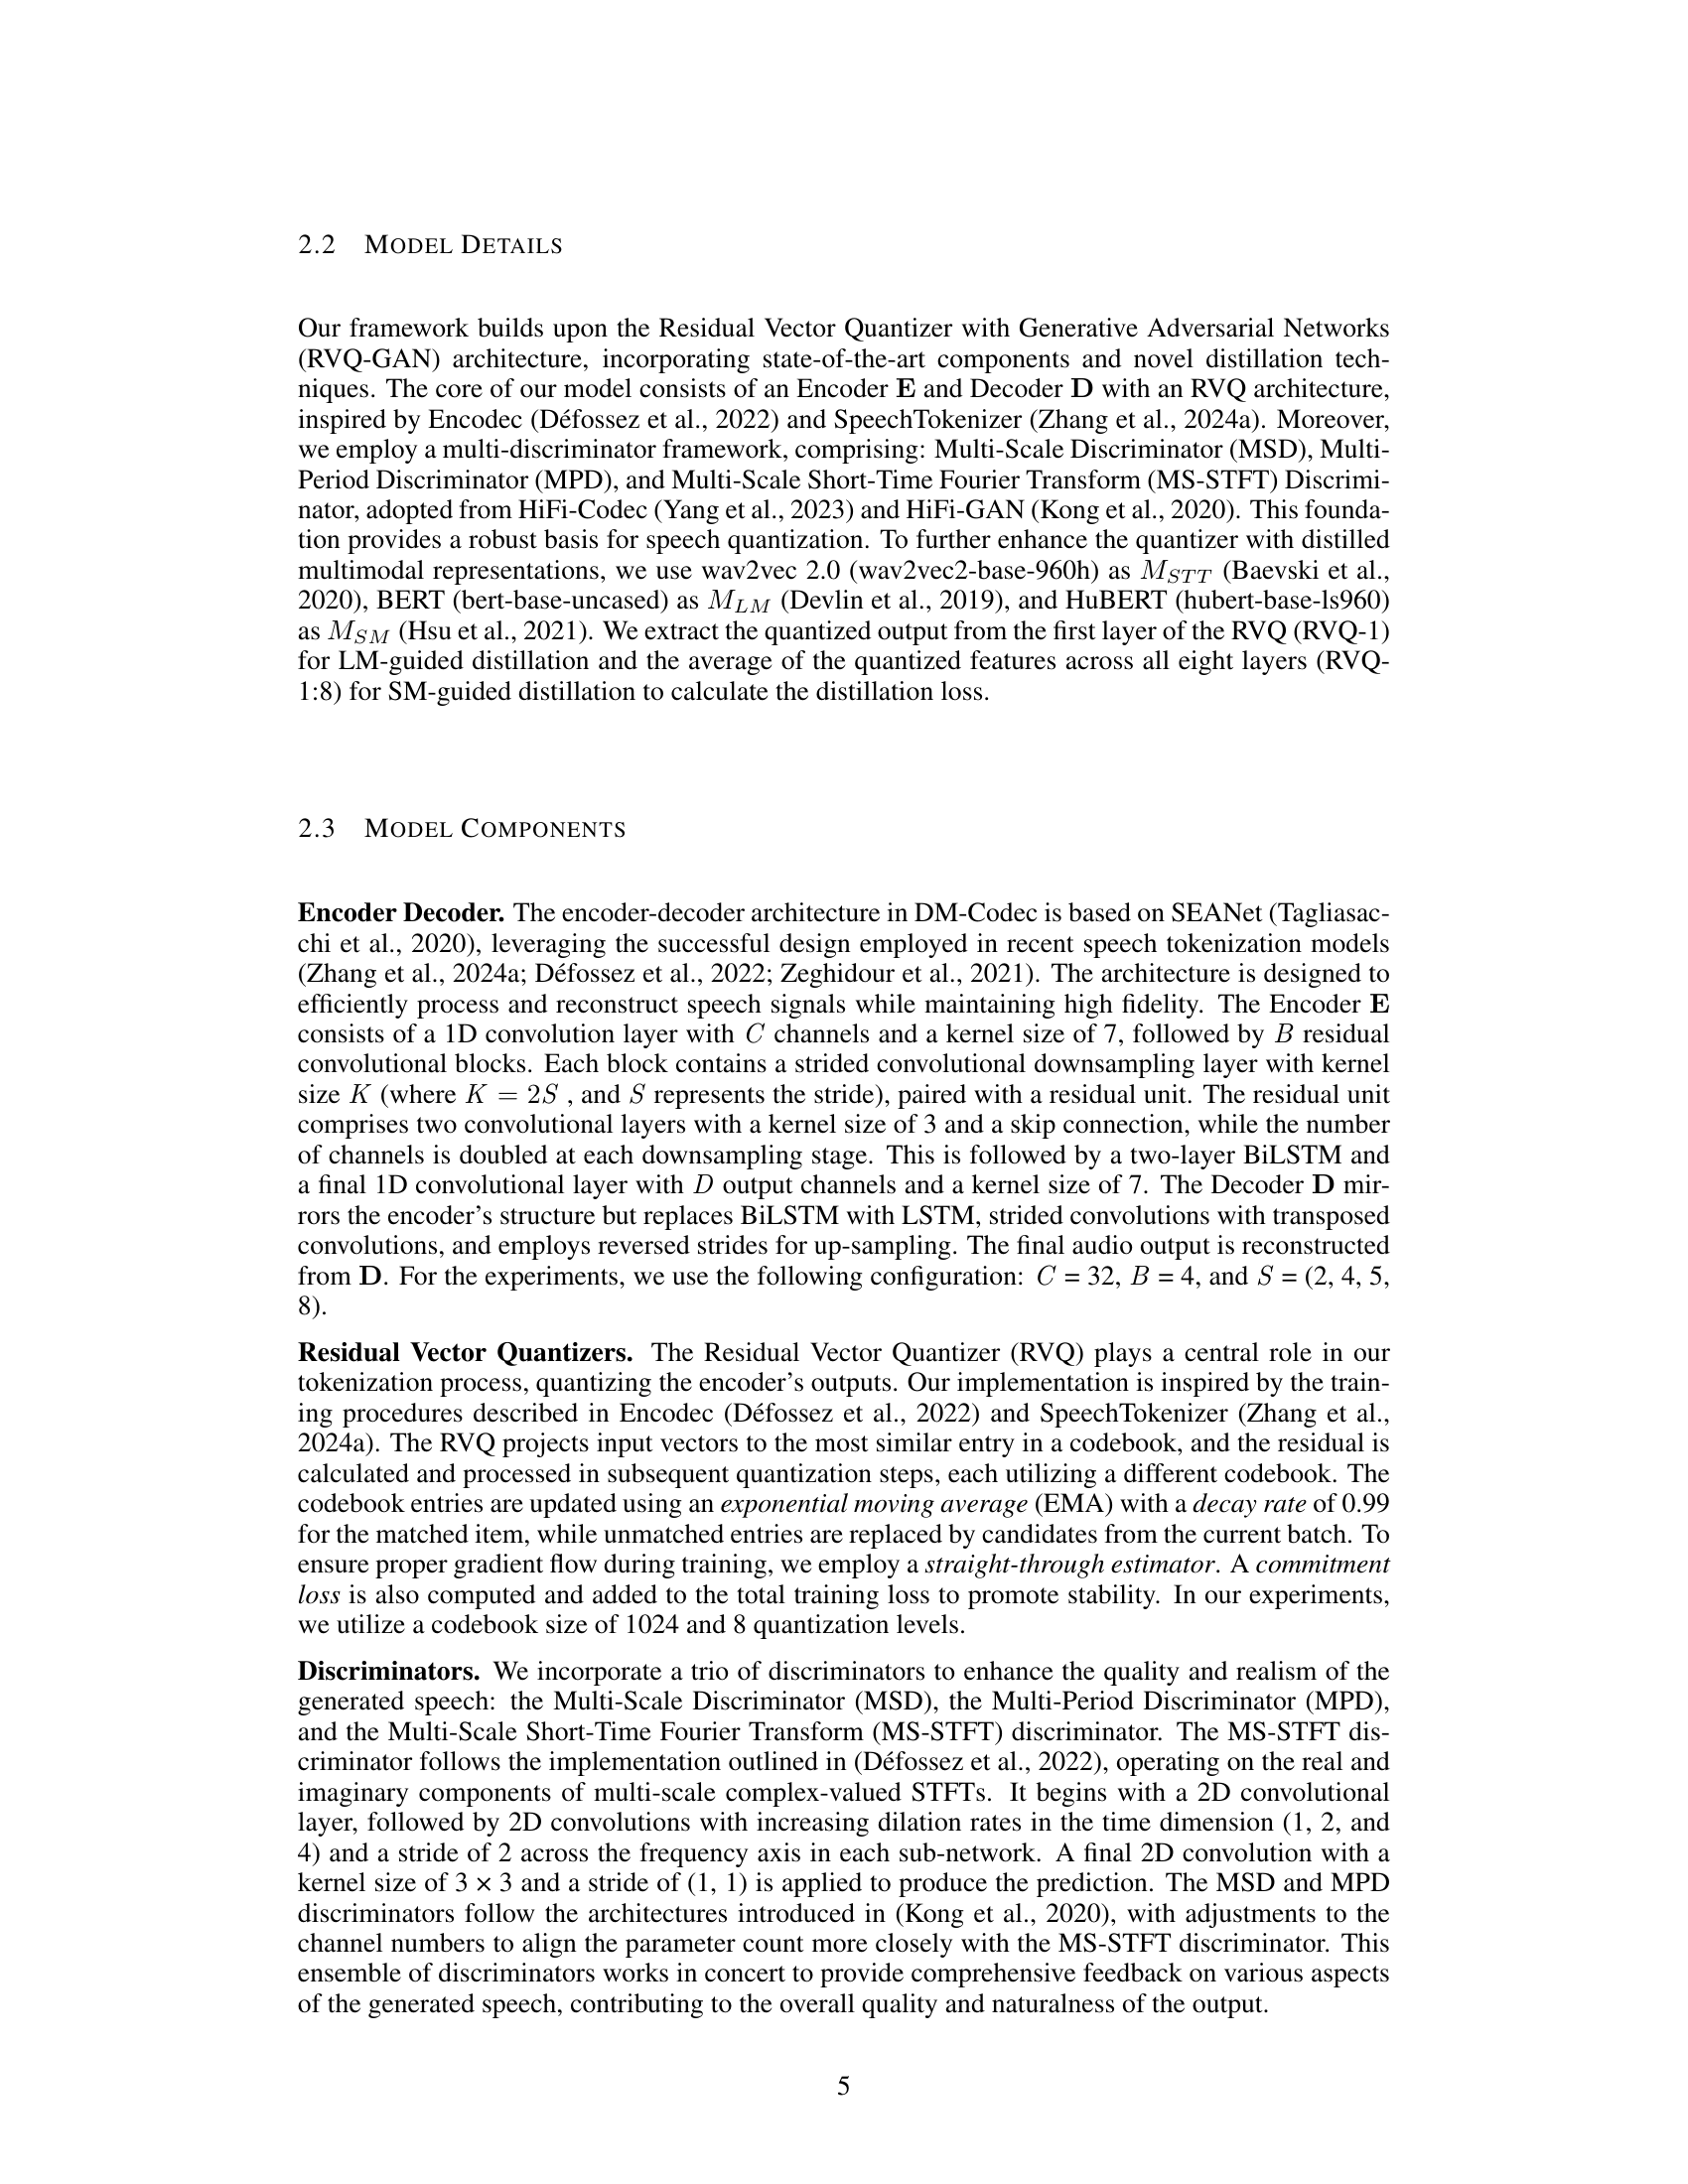 2.2 MODEL DETAILS
Our framework builds upon the Residual Vector Quantizer with Generative Adversarial Networks
(RVQ-GAN) architecture, incorporating state-of-the-art components and novel distillation tech-
niques. The core of our model consists of an Encoder E and Decoder D with an RVQ architecture,
inspired by Encodec (Défossez et al., 2022) and SpeechTokenizer (Zhang et al., 2024a). Moreover,
we employ a multi-discriminator framework, comprising: Multi-Scale Discriminator (MSD), Multi-
Period Discriminator (MPD), and Multi-Scale Short-Time Fourier Transform (MS-STFT) Discrimi-
nator, adopted from HiFi-Codec (Yang et al., 2023) and HiFi-GAN (Kong et al., 2020). This founda-
tion provides a robust basis for speech quantization. To further enhance the quantizer with distilled
multimodal representations, we use wav2vec 2.0 (wav2vec2-base-960h) as M_{STT} (Baevski et al.,
2020), BERT (bert-base-uncased) as M_{LM} (Devlin et al., 2019), and HuBERT (hubert-base-ls960)
as M_{SM} (Hsu et al., 2021). We extract the quantized output from the first layer of the RVQ (RVQ-1)
for LM-guided distillation and the average of the quantized features across all eight layers (RVQ-
1:8) for SM-guided distillation to calculate the distillation loss.
2.3 MODEL COMPONENTS
Encoder Decoder. The encoder-decoder architecture in DM-Codec is based on SEANet (Tagliasac-
chi et al., 2020), leveraging the successful design employed in recent speech tokenization models
(Zhang et al., 2024a; Défossez et al., 2022; Zeghidour et al., 2021). The architecture is designed to
efficiently process and reconstruct speech signals while maintaining high fidelity. The Encoder E
consists of a 1D convolution layer with C channels and a kernel size of 7, followed by B residual
convolutional blocks. Each block contains a strided convolutional downsampling layer with kernel
size K (where K = 2S , and S represents the stride), paired with a residual unit. The residual unit
comprises two convolutional layers with a kernel size of 3 and a skip connection, while the number
of channels is doubled at each downsampling stage. This is followed by a two-layer BiLSTM and
a final 1D convolutional layer with D output channels and a kernel size of 7. The Decoder D mir-
rors the encoder's structure but replaces BiLSTM with LSTM, strided convolutions with transposed
convolutions, and employs reversed strides for up-sampling. The final audio output is reconstructed
from D. For the experiments, we use the following configuration: C = 32, B = 4, and S = (2, 4, 5,
8).
Residual Vector Quantizers. The Residual Vector Quantizer (RVQ) plays a central role in our
tokenization process, quantizing the encoder's outputs. Our implementation is inspired by the train-
ing procedures described in Encodec (Défossez et al., 2022) and SpeechTokenizer (Zhang et al.,
2024a). The RVQ projects input vectors to the most similar entry in a codebook, and the residual is
calculated and processed in subsequent quantization steps, each utilizing a different codebook. The
codebook entries are updated using an exponential moving average (EMA) with a decay rate of 0.99
for the matched item, while unmatched entries are replaced by candidates from the current batch. To
ensure proper gradient flow during training, we employ a straight-through estimator. A commitment
loss is also computed and added to the total training loss to promote stability. In our experiments,
we utilize a codebook size of 1024 and 8 quantization levels.
Discriminators. We incorporate a trio of discriminators to enhance the quality and realism of the
generated speech: the Multi-Scale Discriminator (MSD), the Multi-Period Discriminator (MPD),
and the Multi-Scale Short-Time Fourier Transform (MS-STFT) discriminator. The MS-STFT dis-
criminator follows the implementation outlined in (Défossez et al., 2022), operating on the real and
imaginary components of multi-scale complex-valued STFTs. It begins with a 2D convolutional
layer, followed by 2D convolutions with increasing dilation rates in the time dimension (1, 2, and
4) and a stride of 2 across the frequency axis in each sub-network. A final 2D convolution with a
kernel size of 3 × 3 and a stride of (1, 1) is applied to produce the prediction. The MSD and MPD
discriminators follow the architectures introduced in (Kong et al., 2020), with adjustments to the
channel numbers to align the parameter count more closely with the MS-STFT discriminator. This
ensemble of discriminators works in concert to provide comprehensive feedback on various aspects
of the generated speech, contributing to the overall quality and naturalness of the output.
5